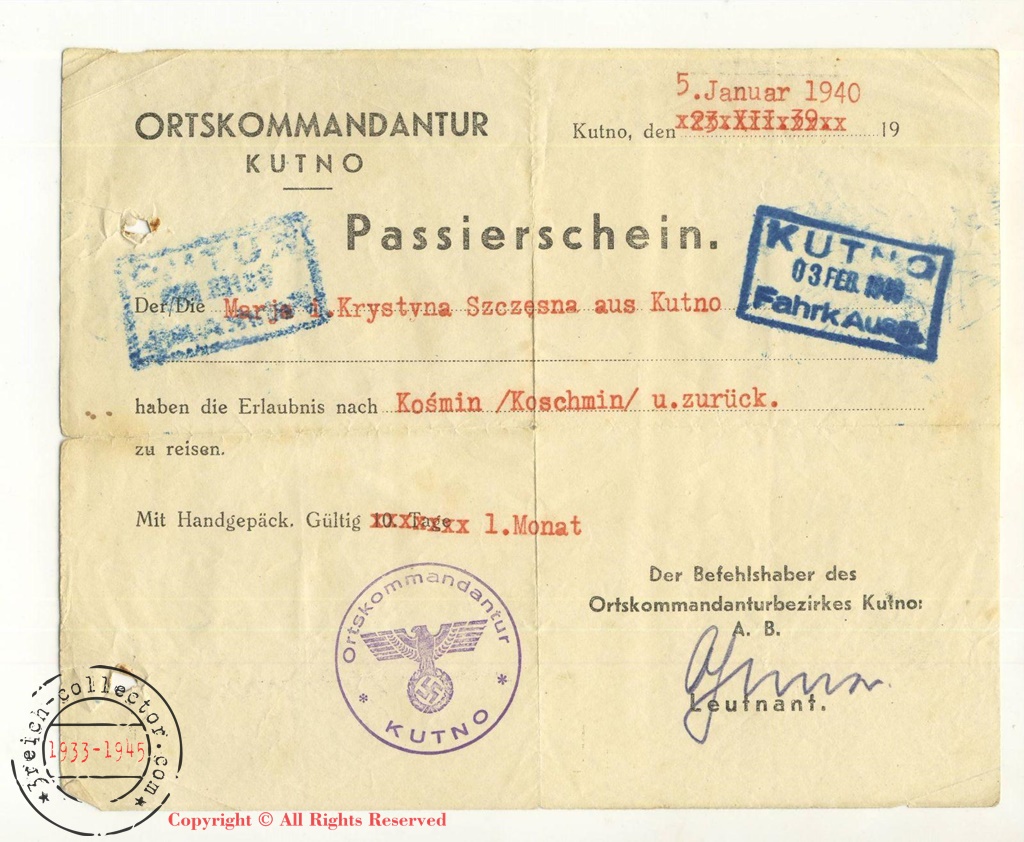 5.Januar 1940
ORTSKOMMANDANTUR
KUTNO
Kutno, den xx23xXIIx39xxx 19
Passierschein.
KUTNO
03 FEB. 1940
Fahrk.Ausg.
Der/Die Marja i.Krystyna Szczęsna aus Kutno
haben die Erlaubnis nach Kośmin /Koschmin/ u.zurück.
zu reisen.
Mit Handgepäck. Gültig 10. Tage 1.Monat
Der Befehlshaber des
Ortskommandanturbezirkes Kutno:
A. B.
Leutnant.
Ortskommandantur
* KUTNO *
*3reich-collector.com*
1933-1945
Copyright © All Rights Reserved